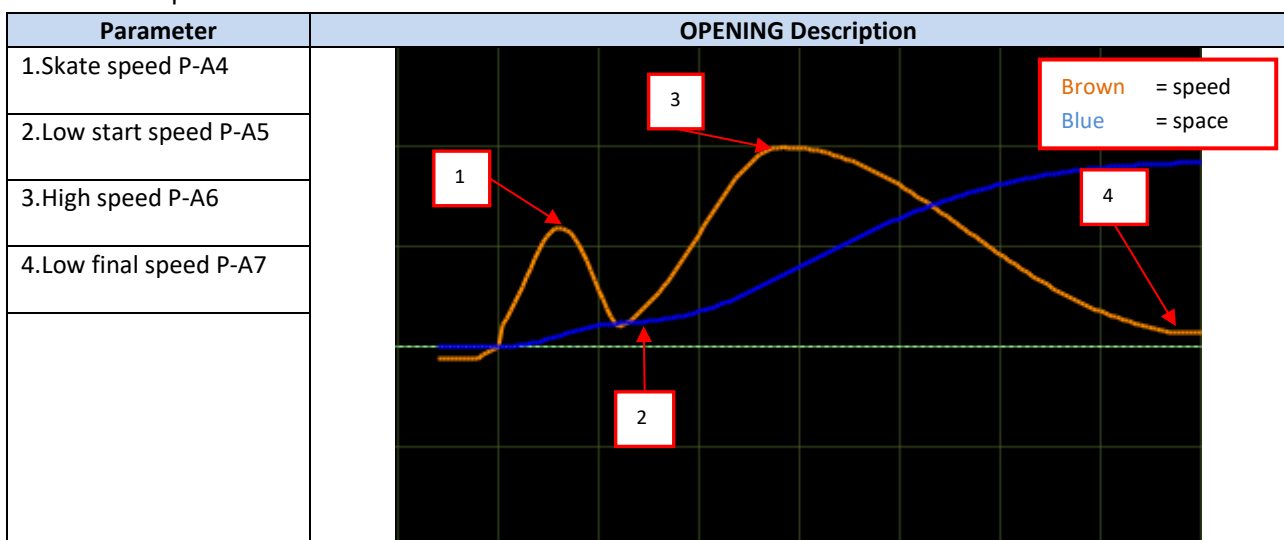 Parameter
OPENING Description
1.Skate speed P-A4
2.Low start speed P-A5
3.High speed P-A6
4.Low final speed P-A7
3
Brown = speed
Blue = space
1
4
2